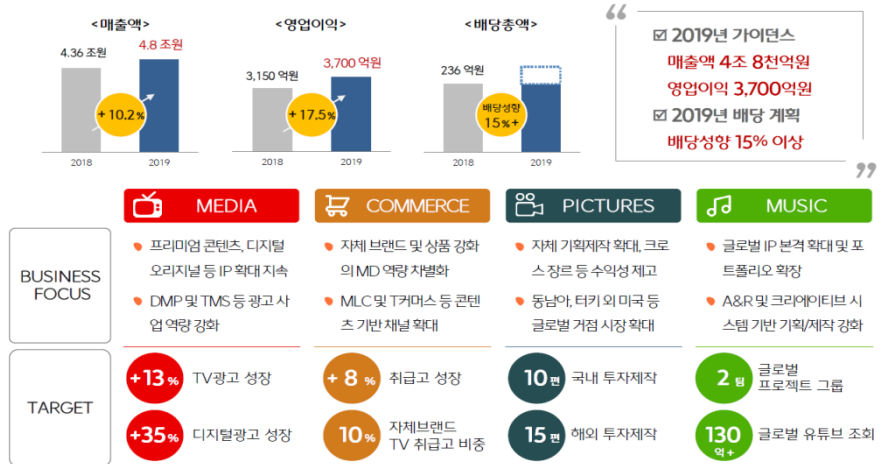 <매출액>
4.36 조원
4.8 조원
+ 10.2%
2018
2019
<영업이익>
3,150 억원
3,700 억원
+ 17.5%
2018
2019
<배당총액>
236 억원
배당성향
15%+
2018
2019
“
☑ 2019년 가이던스
매출액 4조 8천억원
영업이익 3,700억원
☑ 2019년 배당 계획
배당성향 15% 이상
”
MEDIA
COMMERCE
PICTURES
MUSIC
BUSINESS
FOCUS
프리미엄 콘텐츠, 디지털
오리지널 등 IP 확대 지속
DMP 및 TMS 등 광고 사
업 역량 강화
자체 브랜드 및 상품 강화
의 MD 역량 차별화
MLC 및 T커머스 등 콘텐
츠 기반 채널 확대
자체 기획제작 확대, 크로
스 장르 등 수익성 제고
동남아, 터키 외 미국 등
글로벌 거점 시장 확대
글로벌 IP 본격 확대 및 포
트폴리오 확장
A&R 및 크리에이티브 시
스템 기반 기획/제작 강화
TARGET
+13 %
TV광고 성장
+35%
디지털광고 성장
+ 8 %
취급고 성장
10%
자체브랜드
TV 취급고 비중
10편
국내 투자제작
15편
해외 투자제작
2 팀
글로벌
프로젝트 그룹
130
억+
글로벌 유튜브 조회